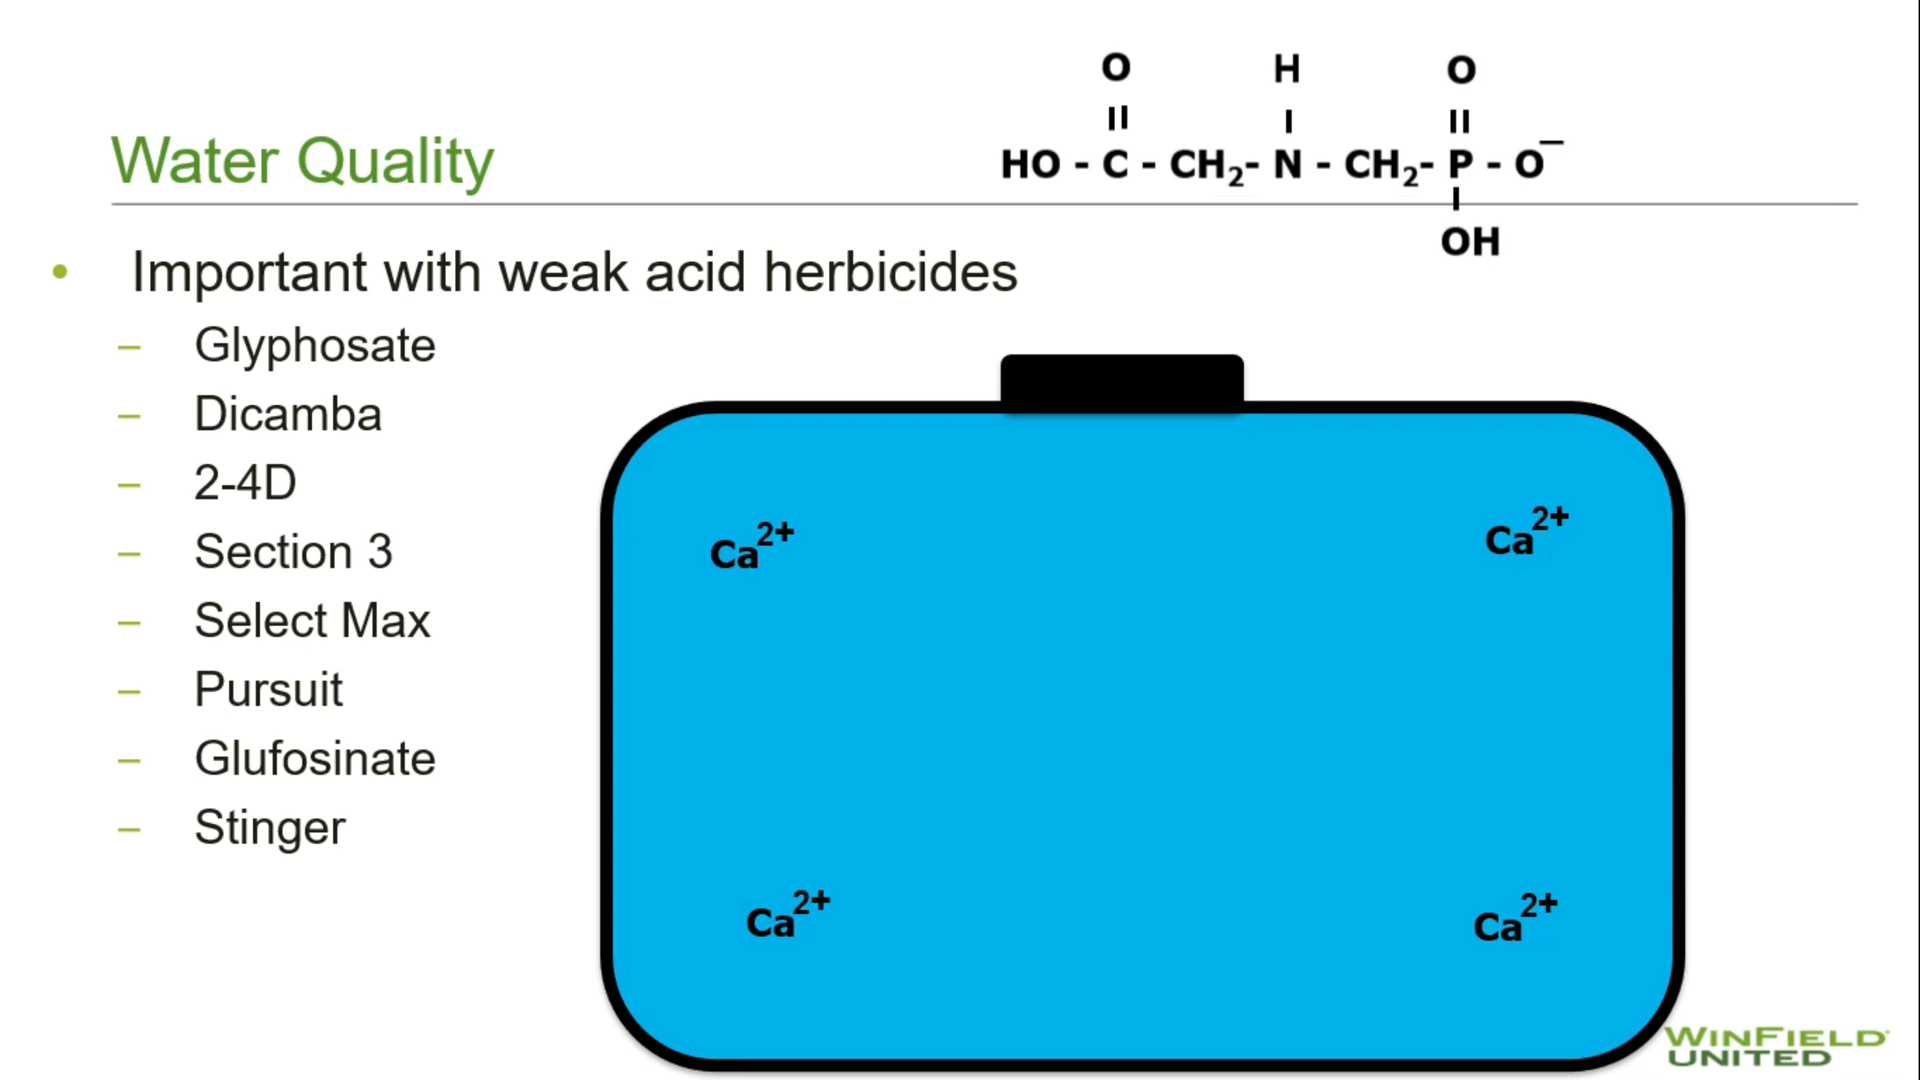 O H O
Water Quality
HO - C - CH₂- N - CH₂- P - O⁻
OH
• Important with weak acid herbicides
– Glyphosate
– Dicamba
– 2-4D
– Section 3
– Select Max
– Pursuit
– Glufosinate
– Stinger
Ca²⁺ Ca²⁺
Ca²⁺ Ca²⁺
WINFIELD
UNITED